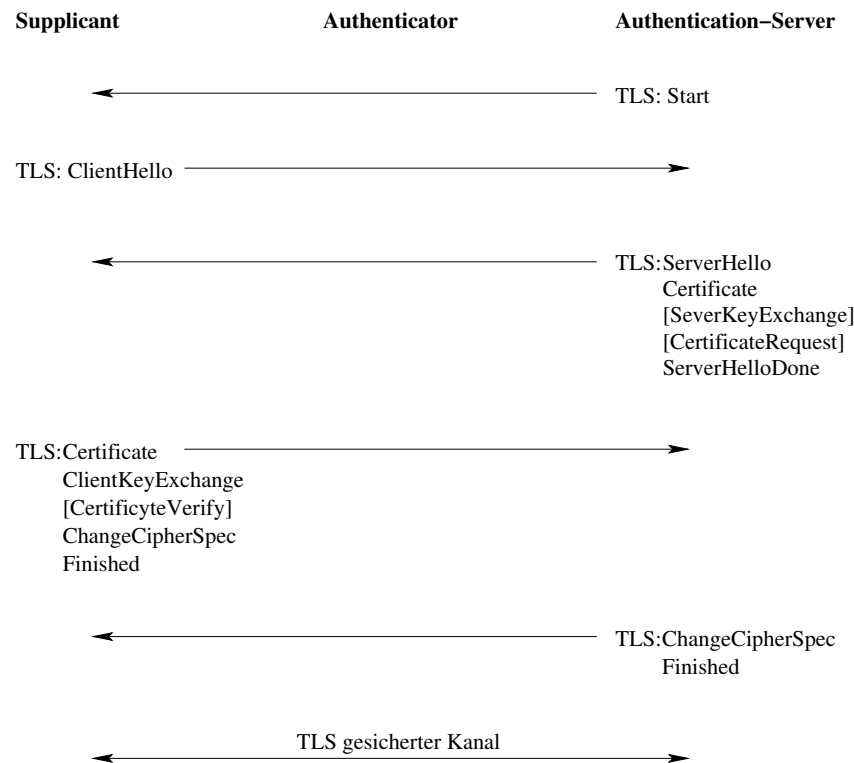 Supplicant Authenticator Authentication−Server
TLS: Start
TLS: ClientHello
TLS:ServerHello
Certificate
[SeverKeyExchange]
[CertificateRequest]
ServerHelloDone
TLS:Certificate
ClientKeyExchange
[CertificyteVerify]
ChangeCipherSpec
Finished
TLS:ChangeCipherSpec
Finished
TLS gesicherter Kanal